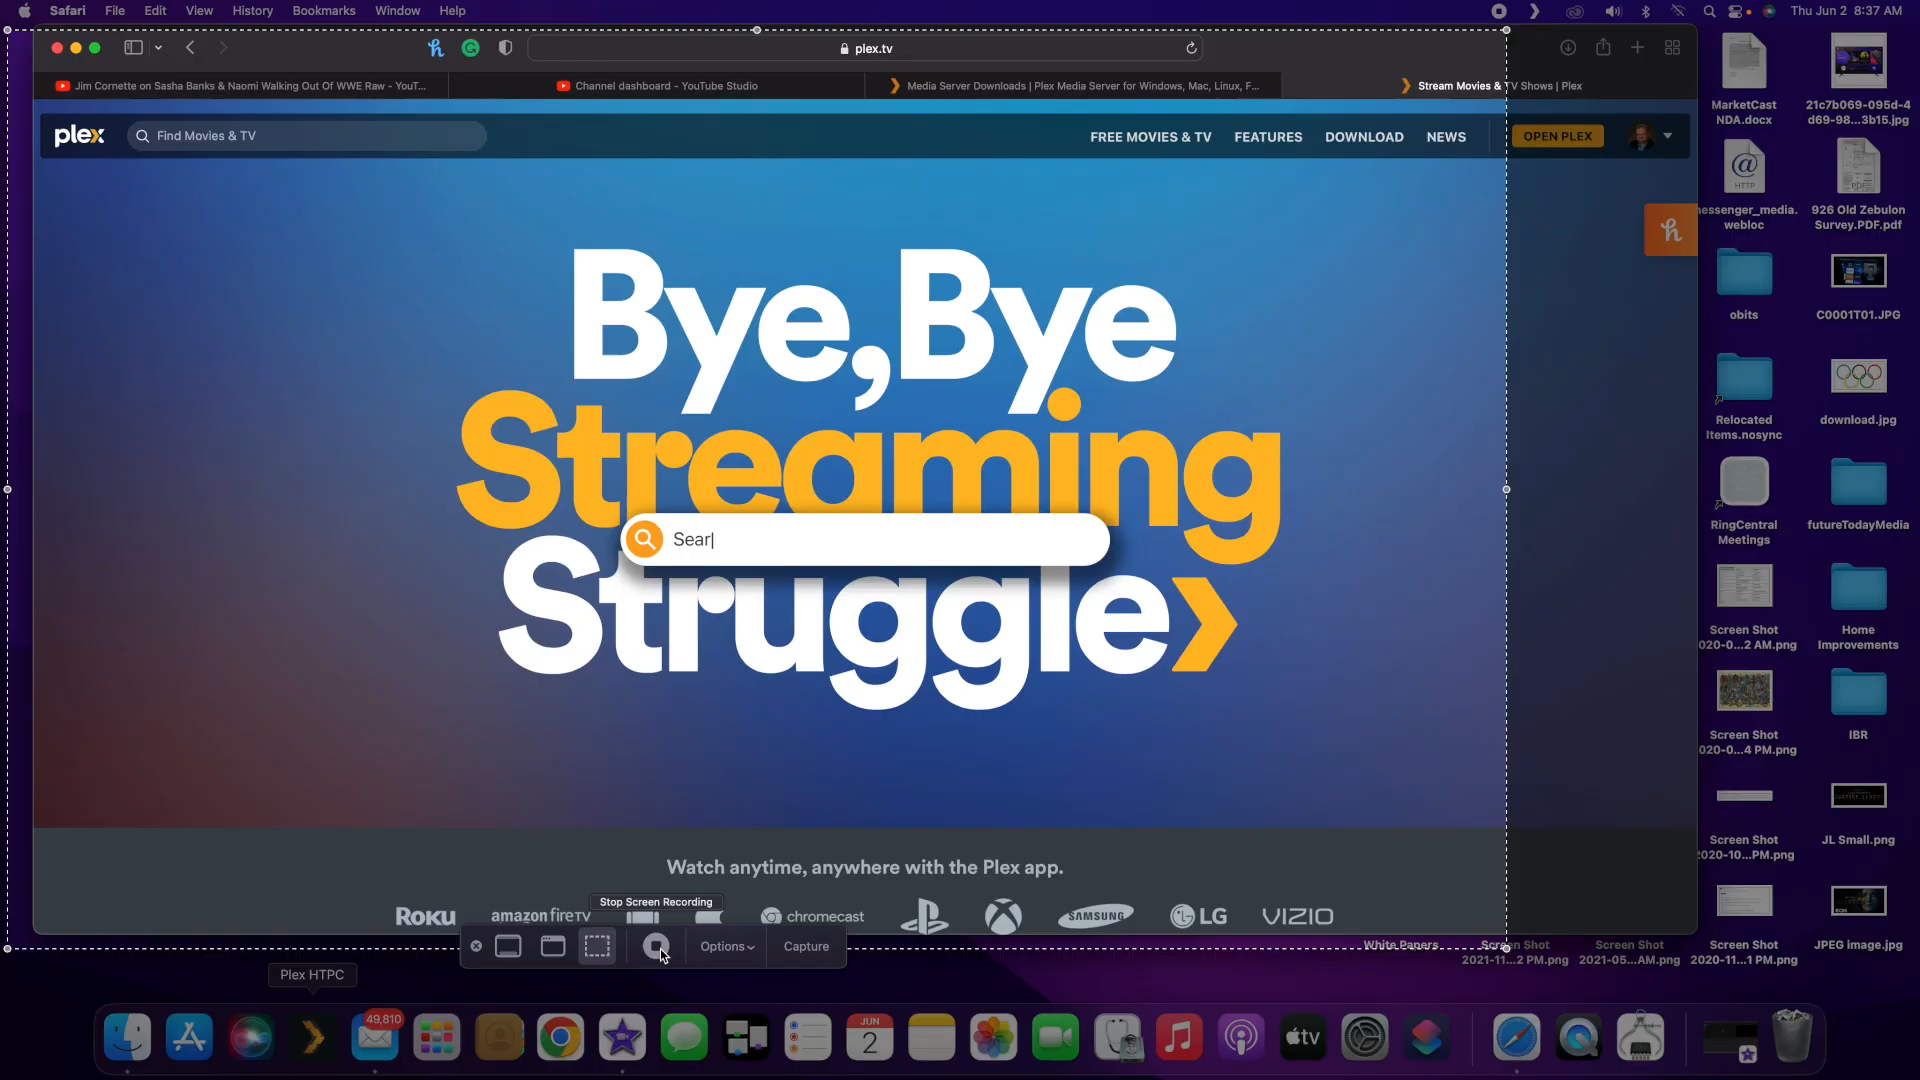 Safari File Edit View History Bookmarks Window Help
Thu Jun 2 8:37 AM
plex.tv
Jim Cornette on Sasha Banks & Naomi Walking Out Of WWE Raw - YouT...
Channel dashboard - YouTube Studio
Media Server Downloads | Plex Media Server for Windows, Mac, Linux, F...
Stream Movies & TV Shows | Plex
plex
Find Movies & TV
FREE MOVIES & TV FEATURES DOWNLOAD NEWS
OPEN PLEX
Bye,Bye
Streaming
Sear
Struggle
Watch anytime, anywhere with the Plex app.
Roku amazon fireTV chromecast SAMSUNG LG VIZIO
Stop Screen Recording
Options Capture
Plex HTPC
49,810
JUN
2
tv
MarketCast
NDA.docx
21c7b069-095d-4
d69-98...3b15.jpg
HTTP
PDF
essenger_media.
webloc
926 Old Zebulon
Survey.PDF.pdf
obits
C0001T01.JPG
Relocated
Items.nosync
download.jpg
RingCentral
Meetings
futureTodayMedia
Screen Shot
020-0...2 AM.png
Home
Improvements
Screen Shot
020-0...4 PM.png
IBR
Screen Shot
2020-10...PM.png
JL Small.png
White Papers
Screen Shot
2021-11...2 PM.png
Screen Shot
2021-05...AM.png
Screen Shot
2020-11...1 PM.png
JPEG image.jpg